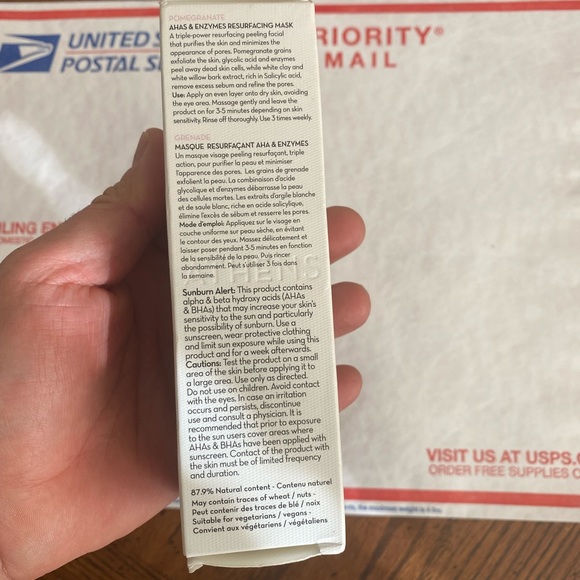 UNITED S
POSTAL SE
RIORITY®
MAIL
ILING EN
POMEGRANATE
AHAS & ENZYMES RESURFACING MASK
A triple-power resurfacing peeling facial
that purifies the skin and minimizes the
appearance of pores. Pomegranate grains
exfoliate the skin, glycolic acid and enzymes
peel away dead skin cells, while white clay and
white willow bark extract, rich in Salicylic acid,
remove excess sebum and refine the pores.
Use: Apply an even layer onto dry skin, avoiding
the eye area. Massage gently and leave the
product on for 3-5 minutes depending on skin
sensitivity. Rinse off thoroughly. Use 3 times weekly.
GRENADE
MASQUE RESURFAÇANT AHA & ENZYMES
Un masque visage peeling resurfaçant, triple
action, pour purifier la peau et minimiser
l'apparence des pores. Les grains de grenade
exfolient la peau. La combinaison d'acide
glycolique et d'enzymes débarrasse la peau
des cellules mortes. Les extraits d'argile blanche
et de saule blanc, riche en acide salicylique,
élimine l'excès de sébum et resserre les pores.
Mode d'emploi: Appliquez sur le visage en
couche uniforme sur peau sèche, en évitant
le contour des yeux. Massez délicatement et
laisser poser pendant 3-5 minutes en fonction
de la sensibilité de la peau. Puis rincer
abondamment. Peut s'utiliser 3 fois dans
la semaine.
ATHENS
Sunburn Alert: This product contains
alpha & beta hydroxy acids (AHAs
& BHAs) that may increase your skin's
sensitivity to the sun and particularly
the possibility of sunburn. Use a
sunscreen, wear protective clothing
and limit sun exposure while using this
product and for a week afterwards.
Cautions: Test the product on a small
area of the skin before applying it to
a large area. Use only as directed.
Do not use on children. Avoid contact
with the eyes. In case an irritation
occurs and persists, discontinue
use and consult a physician. It is
recommended that prior to exposure
to the sun users cover areas where
AHAs & BHAs have been applied with
sunscreen. Contact of the product with
the skin must be of limited frequency
and duration.
87.9% Natural content - Contenu naturel
May contain traces of wheat / nuts -
Peut contenir des traces de blé / noix
Suitable for vegetarians / vegans -
Convient aux végétariens / végétaliens
VISIT US AT USPS.C
ORDER FREE SUPPLIES O